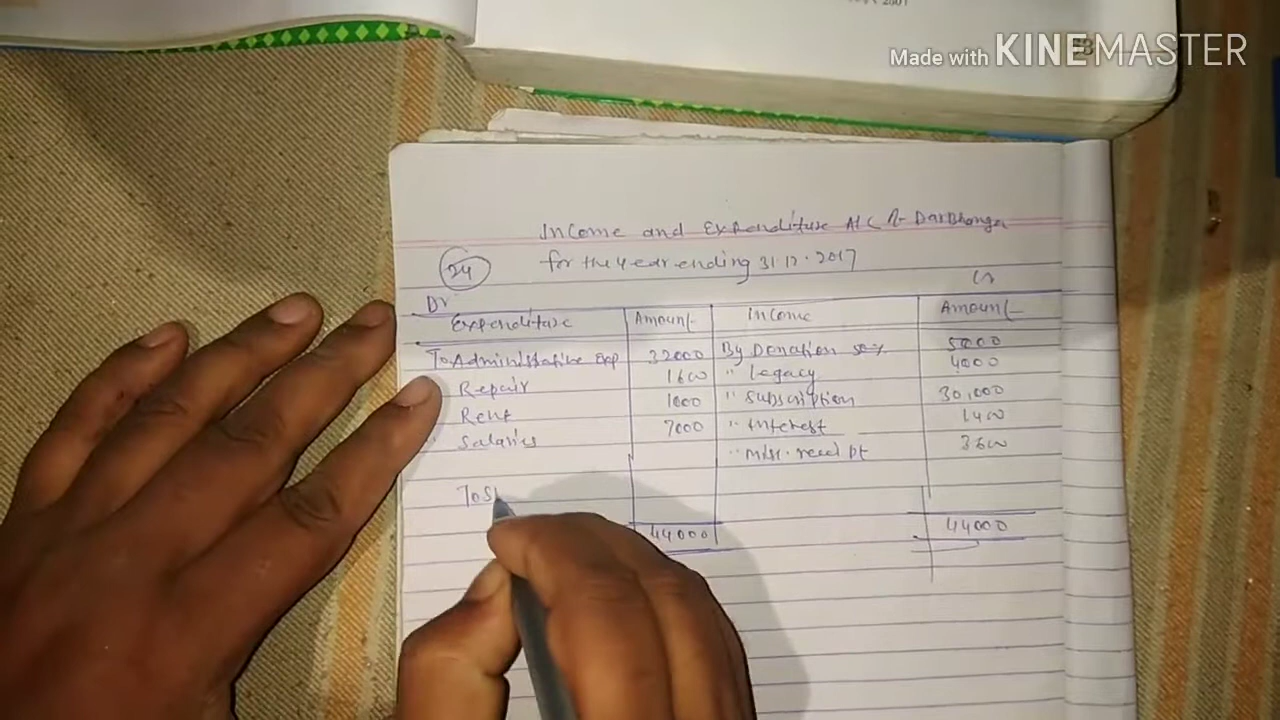 Made with KINEMASTER
Income and Expenditure A/C Darbhanga
for the year ending 31.12.2017
24
Dr
Expenditure Amount Income Amount
To Administrative Exp 32000 By Donation 50% 5000
Repair 1600 " legacy 4000
Rent 1000 " Subscription 30,000
Salaries 7000 " Interest 1400
" misc. receipt 3600
To S
44000 44000